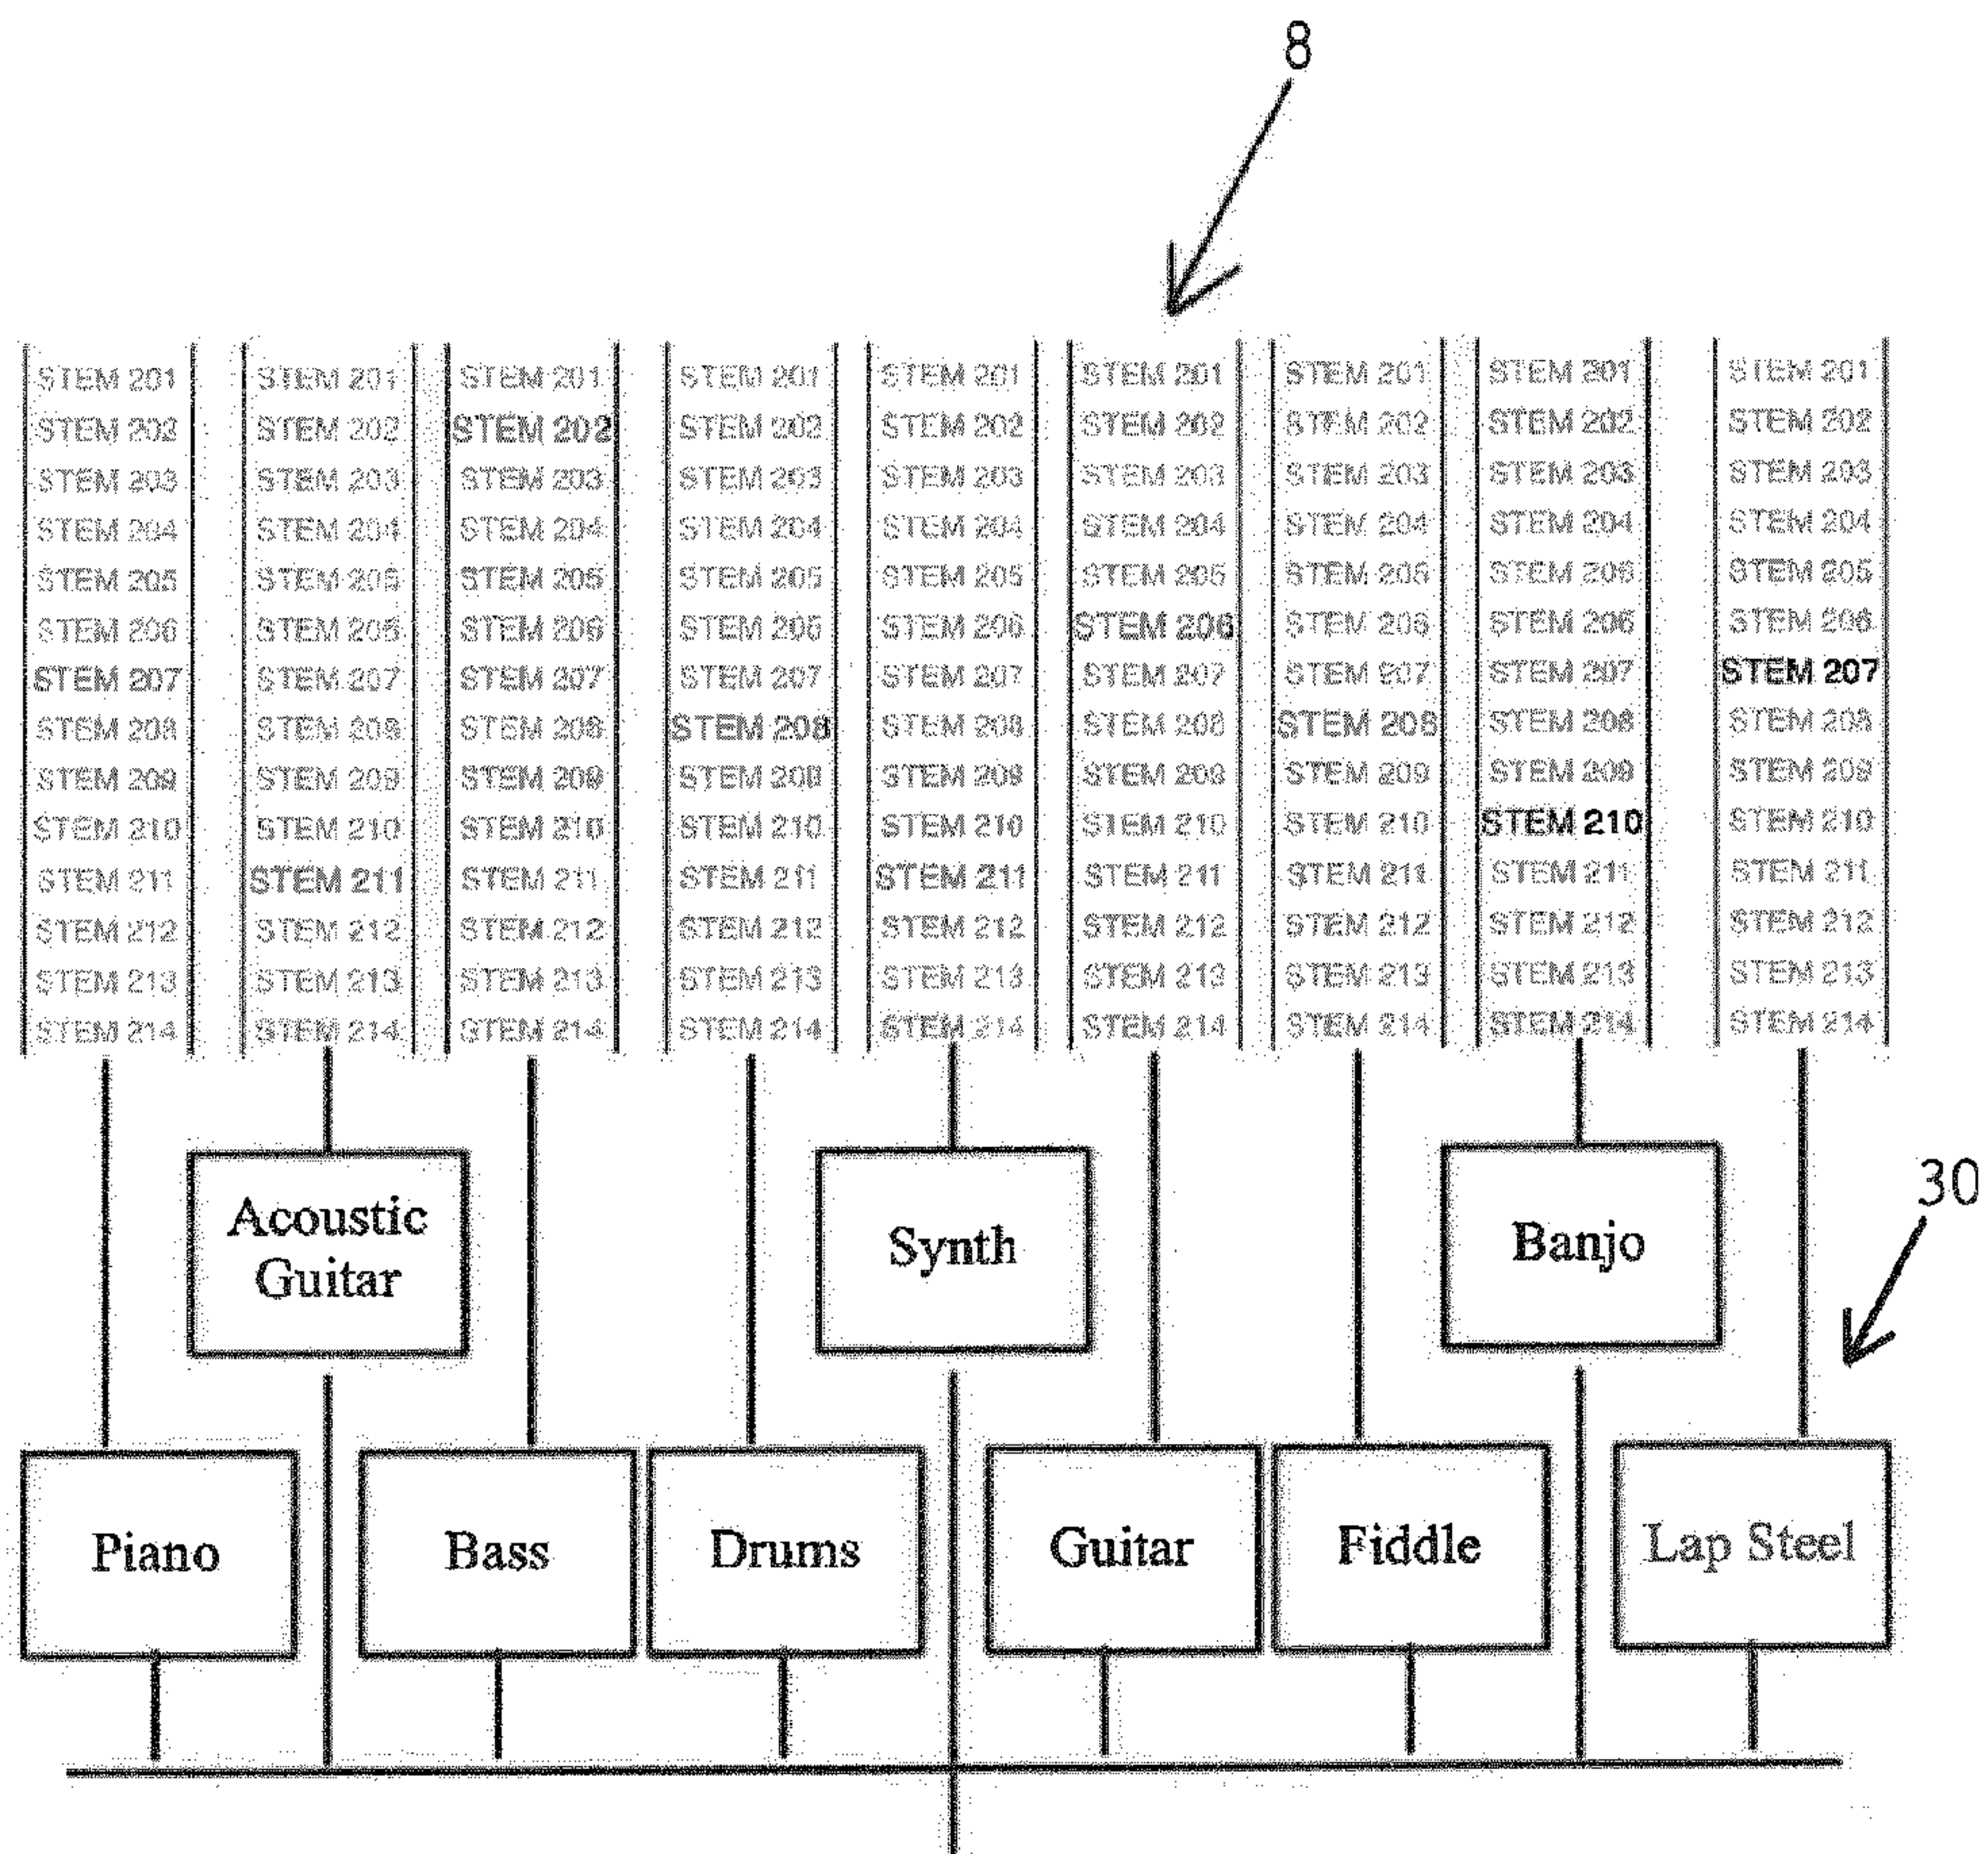 8
STEM 201 STEM 201 STEM 201 STEM 201 STEM 201 STEM 201 STEM 201 STEM 201 STEM 201
STEM 202 STEM 202 STEM 202 STEM 202 STEM 202 STEM 202 STEM 202 STEM 202 STEM 202
STEM 203 STEM 203 STEM 203 STEM 203 STEM 203 STEM 203 STEM 203 STEM 203 STEM 203
STEM 204 STEM 204 STEM 204 STEM 204 STEM 204 STEM 204 STEM 204 STEM 204 STEM 204
STEM 205 STEM 205 STEM 205 STEM 205 STEM 205 STEM 205 STEM 205 STEM 205 STEM 205
STEM 206 STEM 206 STEM 206 STEM 206 STEM 206 STEM 206 STEM 206 STEM 206 STEM 206
STEM 207 STEM 207 STEM 207 STEM 207 STEM 207 STEM 207 STEM 207 STEM 207 STEM 207
STEM 208 STEM 208 STEM 208 STEM 208 STEM 208 STEM 208 STEM 208 STEM 208 STEM 208
STEM 209 STEM 209 STEM 209 STEM 209 STEM 209 STEM 209 STEM 209 STEM 209 STEM 209
STEM 210 STEM 210 STEM 210 STEM 210 STEM 210 STEM 210 STEM 210 STEM 210 STEM 210
STEM 211 STEM 211 STEM 211 STEM 211 STEM 211 STEM 211 STEM 211 STEM 211 STEM 211
STEM 212 STEM 212 STEM 212 STEM 212 STEM 212 STEM 212 STEM 212 STEM 212 STEM 212
STEM 213 STEM 213 STEM 213 STEM 213 STEM 213 STEM 213 STEM 213 STEM 213 STEM 213
STEM 214 STEM 214 STEM 214 STEM 214 STEM 214 STEM 214 STEM 214 STEM 214 STEM 214
30
Acoustic
Guitar
Synth
Banjo
Piano
Bass
Drums
Guitar
Fiddle
Lap Steel